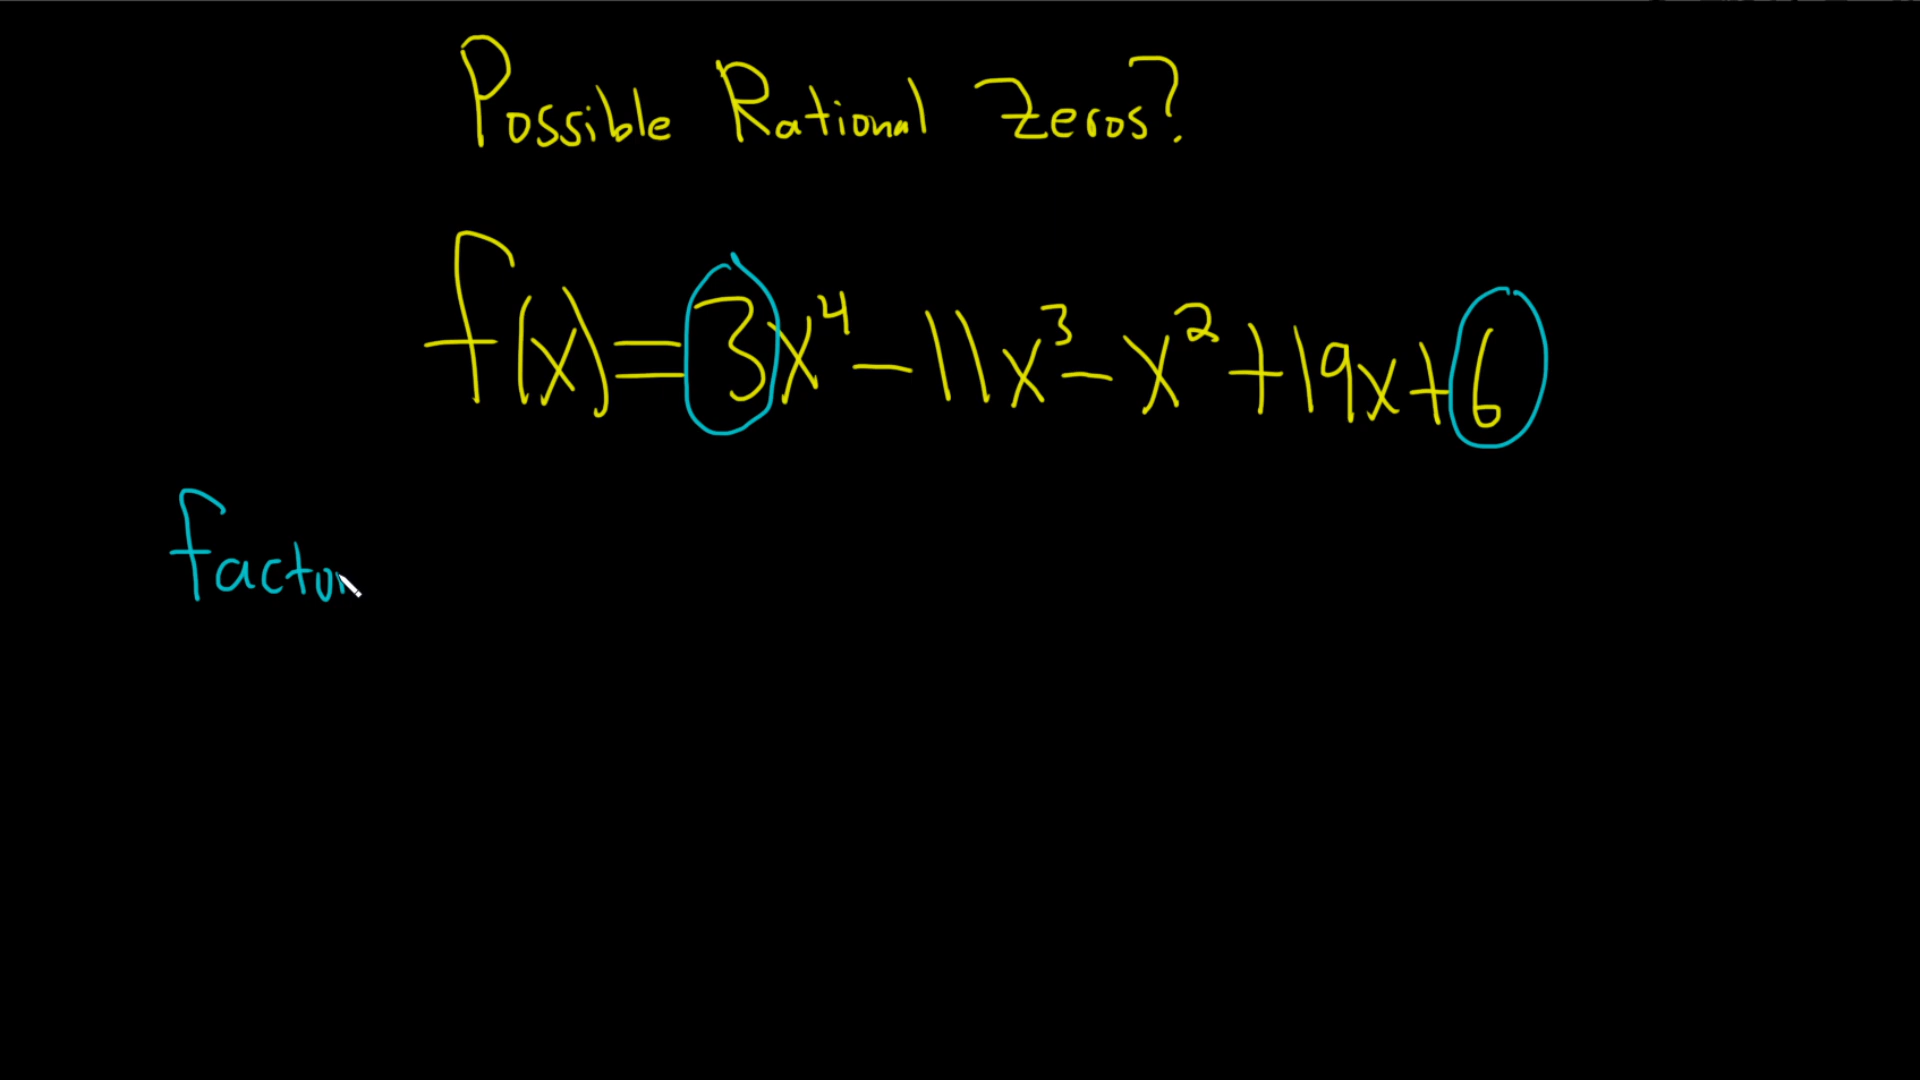 Possible Rational Zeros?
f(x)=3x⁴-11x³-x²+19x+6
factor